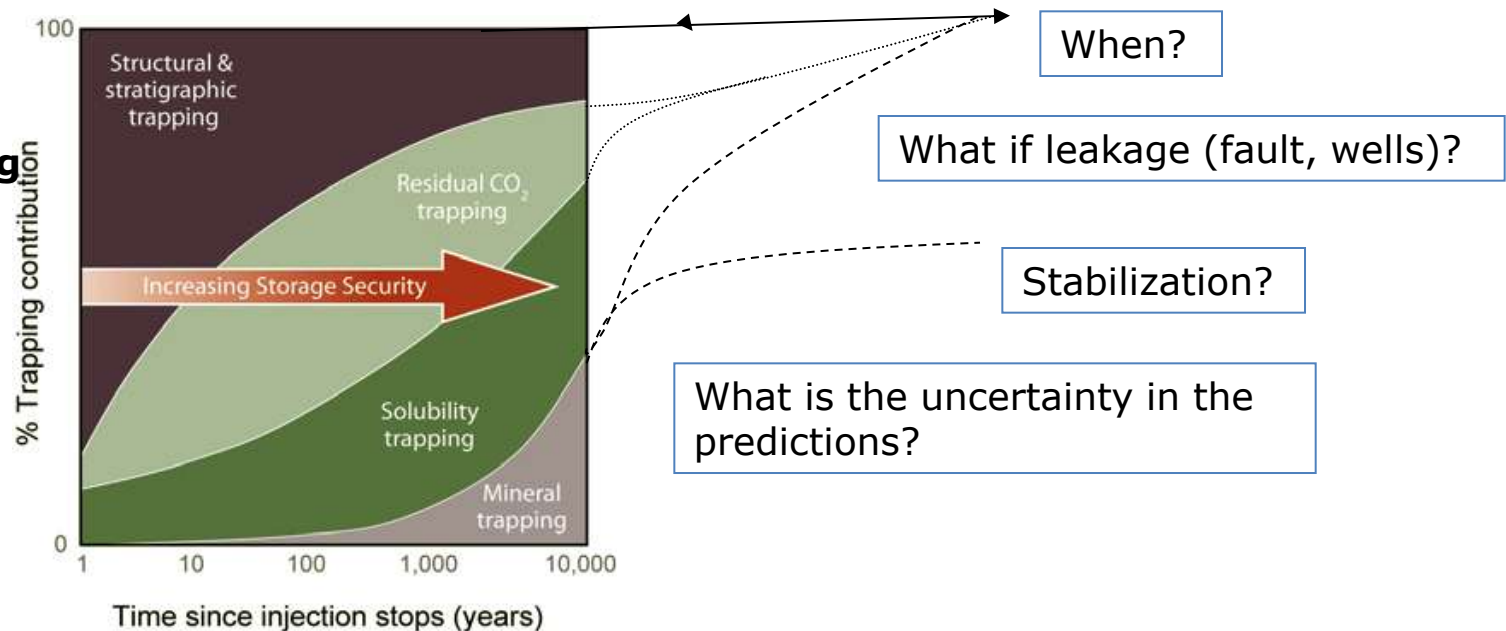 100
Structural &
stratigraphic
trapping
When?
g
What if leakage (fault, wells)?
% Trapping contribution
Residual CO₂
trapping
Increasing Storage Security
Stabilization?
What is the uncertainty in the
predictions?
Solubility
trapping
Mineral
trapping
0
1 10 100 1,000 10,000
Time since injection stops (years)